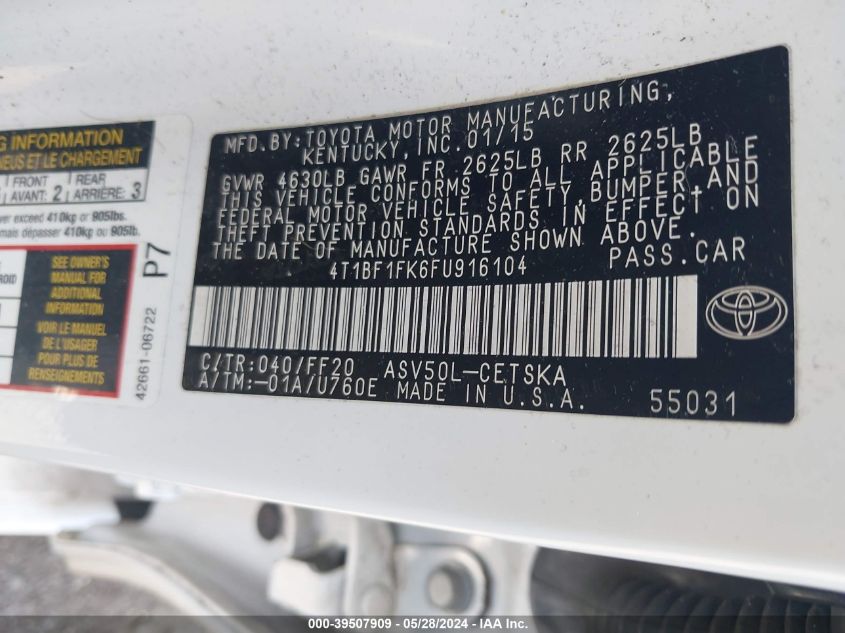 G INFORMATION
NEUS ET LE CHARGEMENT
FRONT REAR
AVANT: 2 ARRIÈRE: 3
ver exceed 410kg or 905lbs.
mais dépasser 410kg ou 905lb.
SEE OWNER'S
MANUAL FOR
ADDITIONAL
INFORMATION
VOIR LE MANUEL
DE L'USAGER
POUR PLUS DE
RENSEIGNEMENTS
P7
42661-06722
MFD.BY:TOYOTA MOTOR MANUFACTURING,
KENTUCKY, INC.01/15
GVWR 4630LB GAWR FR 2625LB RR 2625LB
THIS VEHICLE CONFORMS TO ALL APPLICABLE
FEDERAL MOTOR VEHICLE SAFETY,BUMPER,AND
THEFT PREVENTION STANDARDS IN EFFECT ON
THE DATE OF MANUFACTURE SHOWN ABOVE.
4T1BF1FK6FU916104 PASS.CAR
C/TR:040/FF20 ASV50L-CETSKA
A/TM:-01A/U760E MADE IN U.S.A. 55031
000-39507909 - 05/28/2024 - IAA Inc.